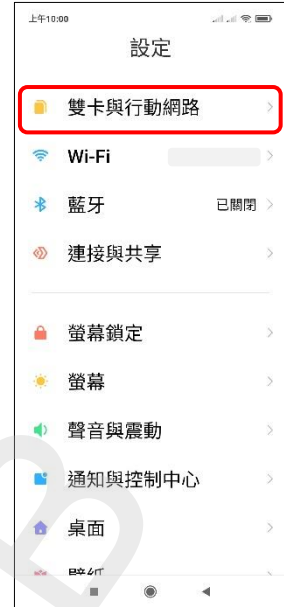 上午10:00
設定
雙卡與行動網路
Wi-Fi
藍牙 已關閉
連接與共享
螢幕鎖定
螢幕
聲音與震動
通知與控制中心
桌面
壁紙